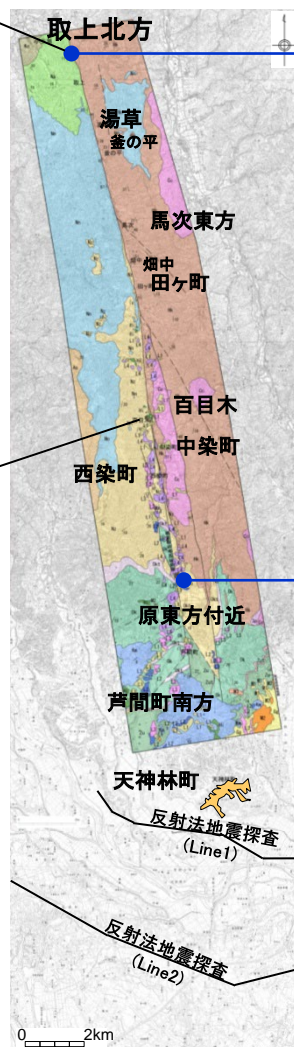 取上北方
湯草
釜の平
馬次東方
畑中
田ヶ町
百目木
中染町
西染町
原東方付近
芦間町南方
天神林町
反射法地震探査
(Line1)
反射法地震探査
(Line2)
0 2km